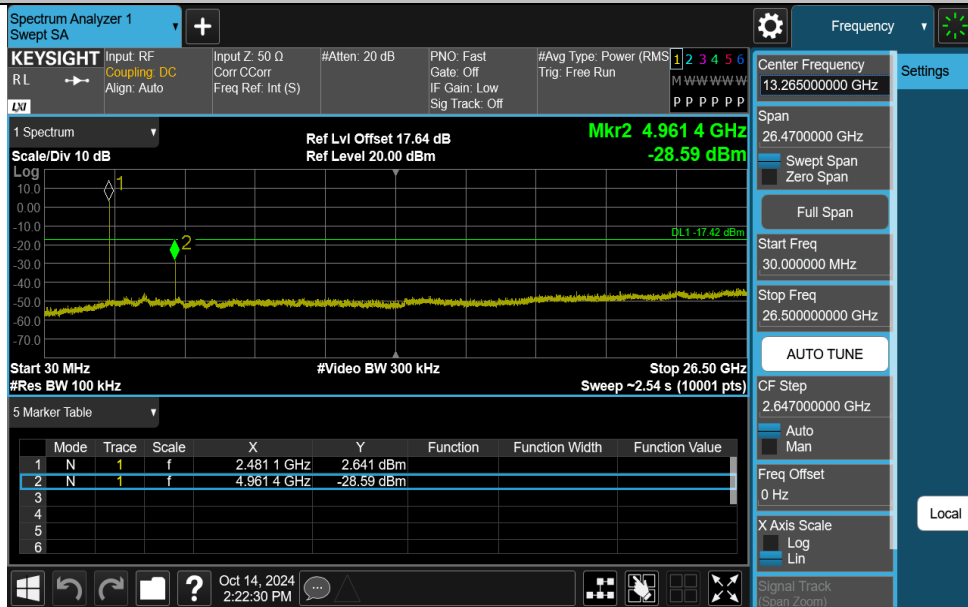 Spectrum Analyzer 1
Swept SA
+
Frequency
KEYSIGHT
RL
LXI
Input: RF
Coupling: DC
Align: Auto
Input Z: 50 Ω
Corr CCorr
Freq Ref: Int (S)
#Atten: 20 dB
PNO: Fast
Gate: Off
IF Gain: Low
Sig Track: Off
#Avg Type: Power (RMS
Trig: Free Run
1 2 3 4 5 6
M W W W W W
P P P P P P
1 Spectrum
Scale/Div 10 dB
Log
Ref Lvl Offset 17.64 dB
Ref Level 20.00 dBm
Mkr2 4.961 4 GHz
-28.59 dBm
10.0
0.00
-10.0
-20.0
-30.0
-40.0
-50.0
-60.0
-70.0
1
2
DL1 -17.42 dBm
Start 30 MHz
#Video BW 300 kHz
Stop 26.50 GHz
#Res BW 100 kHz
Sweep ~2.54 s (10001 pts)
5 Marker Table
Mode Trace Scale X Y Function Function Width Function Value
1 N 1 f 2.481 1 GHz 2.641 dBm
2 N 1 f 4.961 4 GHz -28.59 dBm
3
4
5
6
?
Oct 14, 2024
2:22:30 PM
Center Frequency
13.265000000 GHz
Span
26.4700000 GHz
Swept Span
Zero Span
Full Span
Start Freq
30.000000 MHz
Stop Freq
26.500000000 GHz
AUTO TUNE
CF Step
2.647000000 GHz
Auto
Man
Freq Offset
0 Hz
X Axis Scale
Log
Lin
Signal Track
(Span Zoom)
Settings
Local